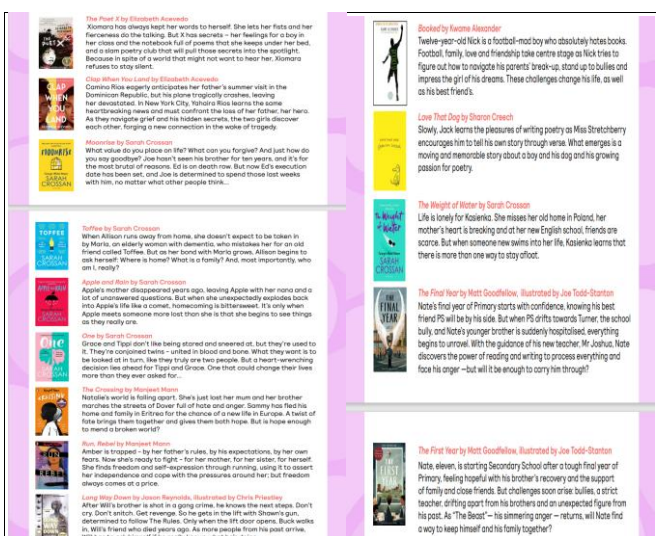 The Poet X by Elizabeth Acevedo
Xiomara has always kept her words to herself. She lets her fists and her
fierceness do the talking. But X has secrets – her feelings for a boy in
her class and the notebook full of poems that she keeps under her bed,
and a slam poetry club that will pull those secrets into the spotlight.
Because in spite of a world that might not want to hear her, Xiomara
refuses to stay silent.
Clap When You Land by Elizabeth Acevedo
Camino Rios eagerly anticipates her father's summer visit in the
Dominican Republic, but his plane tragically crashes, leaving
her devastated. In New York City, Yahaira Rios learns the same
heartbreaking news and must confront the loss of her father, her hero.
As they navigate grief and his hidden secrets, the two girls discover
each other, forging a new connection in the wake of tragedy.
Moonrise by Sarah Crossan
What value do you place on life? What can you forgive? And just how do
you say goodbye? Joe hasn't seen his brother for ten years, and it's for
the most brutal of reasons. Ed is on death row. But now Ed's execution
date has been set, and Joe is determined to spend those last weeks
with him, no matter what other people think...
Toffee by Sarah Crossan
When Allison runs away from home, she doesn't expect to be taken in
by Marla, an elderly woman with dementia, who mistakes her for an old
friend called Toffee. But as her bond with Marla grows, Allison begins to
ask herself: Where is home? What is a family? And, most importantly, who
am I, really?
Apple and Rain by Sarah Crossan
Apple's mother disappeared years ago, leaving Apple with her nana and a
lot of unanswered questions. But when she unexpectedly explodes back
into Apple's life like a comet, homecoming is bittersweet. It's only when
Apple meets someone more lost than she is that she begins to see things
as they really are.
One by Sarah Crossan
Grace and Tippi don't like being stared and sneered at, but they're used to
it. They're conjoined twins – united in blood and bone. What they want is to
be looked at in turn, like they truly are two people. But a heart-wrenching
decision lies ahead for Tippi and Grace. One that could change their lives
more than they ever asked for...
The Crossing by Manjeet Mann
Natalie's world is falling apart. She's just lost her mum and her brother
marches the streets of Dover full of hate and anger. Sammy has fled his
home and family in Eritrea for the chance of a new life in Europe. A twist of
fate brings them together and gives them both hope. But is hope enough
to mend a broken world?
Run, Rebel by Manjeet Mann
Amber is trapped – by her father's rules, by his expectations, by her own
fears. Now she's ready to fight – for her mother, for her sister, for herself.
She finds freedom and self-expression through running, using it to assert
her independence and cope with the pressures around her; but freedom
always comes at a price.
Long Way Down by Jason Reynolds, illustrated by Chris Priestley
After Will's brother is shot in a gang crime, he knows the next steps. Don't
cry. Don't snitch. Get revenge. So he gets in the lift with Shawn's gun,
determined to follow The Rules. Only when the lift door opens, Buck walks
in, Will's friend who died years ago. As more people from his past arrive,
Booked by Kwame Alexander
Twelve-year-old Nick is a football-mad boy who absolutely hates books.
Football, family, love and friendship take centre stage as Nick tries to
figure out how to navigate his parents' break-up, stand up to bullies and
impress the girl of his dreams. These challenges change his life, as well
as his best friend's.
Love That Dog by Sharon Creech
Slowly, Jack learns the pleasures of writing poetry as Miss Stretchberry
encourages him to tell his own story through verse. What emerges is a
moving and memorable story about a boy and his dog and his growing
passion for poetry.
The Weight of Water by Sarah Crossan
Life is lonely for Kasienka. She misses her old home in Poland, her
mother's heart is breaking and at her new English school, friends are
scarce. But when someone new swims into her life, Kasienka learns that
there is more than one way to stay afloat.
The Final Year by Matt Goodfellow, illustrated by Joe Todd-Stanton
Nate's final year of Primary starts with confidence, knowing his best
friend PS will be by his side. But when PS drifts towards Turner, the school
bully, and Nate's younger brother is suddenly hospitalised, everything
begins to unravel. With the guidance of his new teacher, Mr Joshua, Nate
discovers the power of reading and writing to process everything and
face his anger —but will it be enough to carry him through?
The First Year by Matt Goodfellow, illustrated by Joe Todd-Stanton
Nate, eleven, is starting Secondary School after a tough final year of
Primary, feeling hopeful with his brother's recovery and the support
of family and close friends. But challenges soon arise: bullies, a strict
teacher, drifting apart from his brothers and an unexpected figure from
his past. As "The Beast"— his simmering anger — returns, will Nate find
a way to keep himself and his family together?